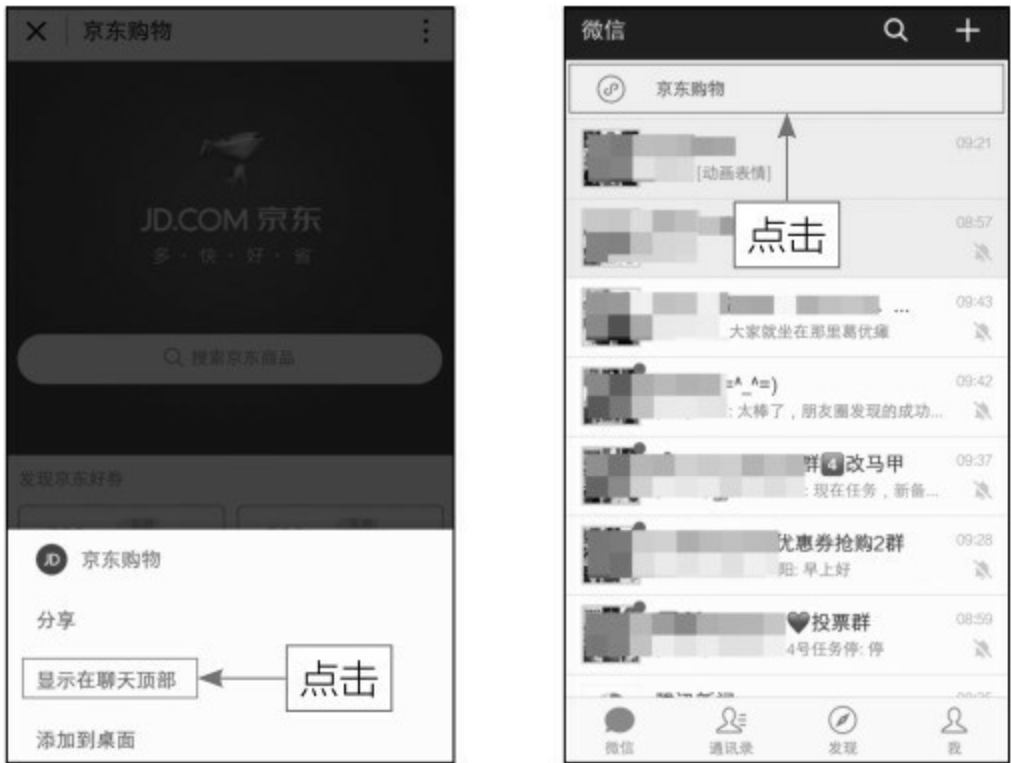 京东购物
JD.COM 京东
多·快·好·省
搜索京东商品
发现京东好券
JD 京东购物
分享
显示在聊天顶部
点击
添加到桌面
微信
京东购物
09:21
[动画表情]
08:57
点击
09:43
...
大家就坐在那里葛优瘫
=^_^=)
09:42
: 太棒了，朋友圈发现的成功...
群4改马甲
09:37
: 现在任务，新备...
优惠券抢购2群
09:28
阳: 早上好
投票群
08:59
4号任务停: 停
微信
通讯录
发现
我